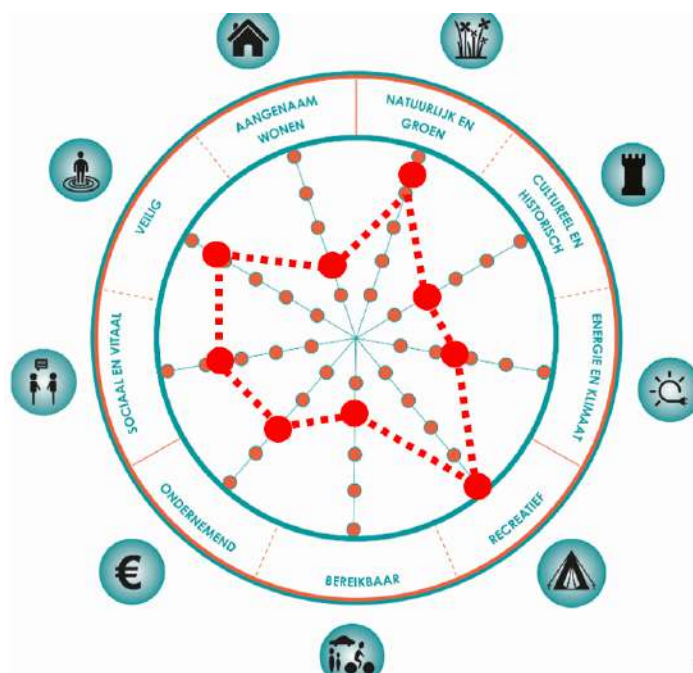 AANGENAAM
WONEN
NATUURLIJK EN
GROEN
CULTUREEL EN
HISTORISCH
ENERGIE EN KLIMAAT
RECREATIEF
BEREIKBAAR
ONDERNEMEND
SOCIAAL EN VITAAL
VEILIG
€